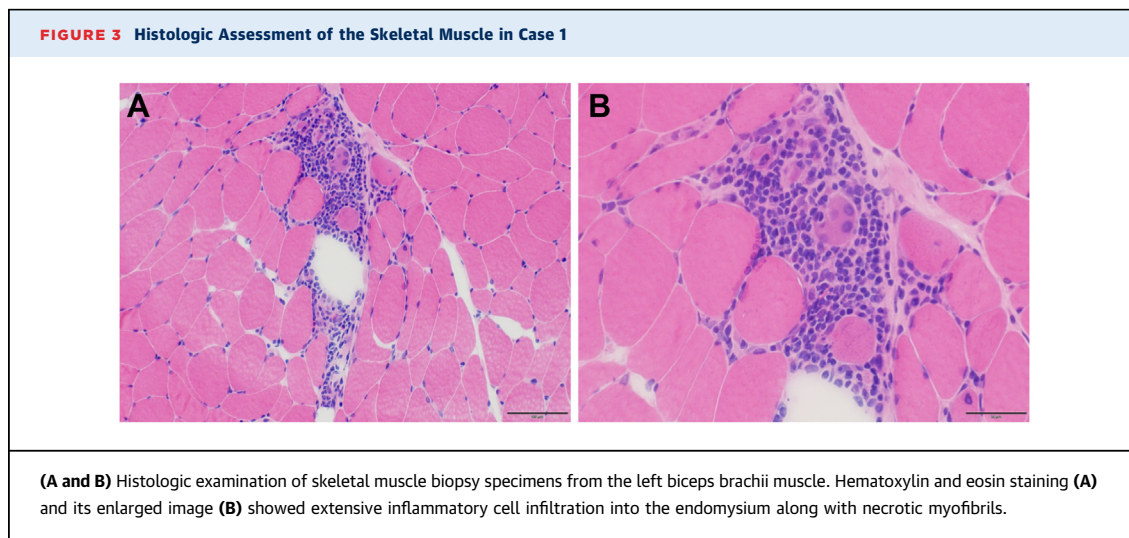 FIGURE 3 Histologic Assessment of the Skeletal Muscle in Case 1
A
B
(A and B) Histologic examination of skeletal muscle biopsy specimens from the left biceps brachii muscle. Hematoxylin and eosin staining (A)
and its enlarged image (B) showed extensive inflammatory cell infiltration into the endomysium along with necrotic myofibrils.